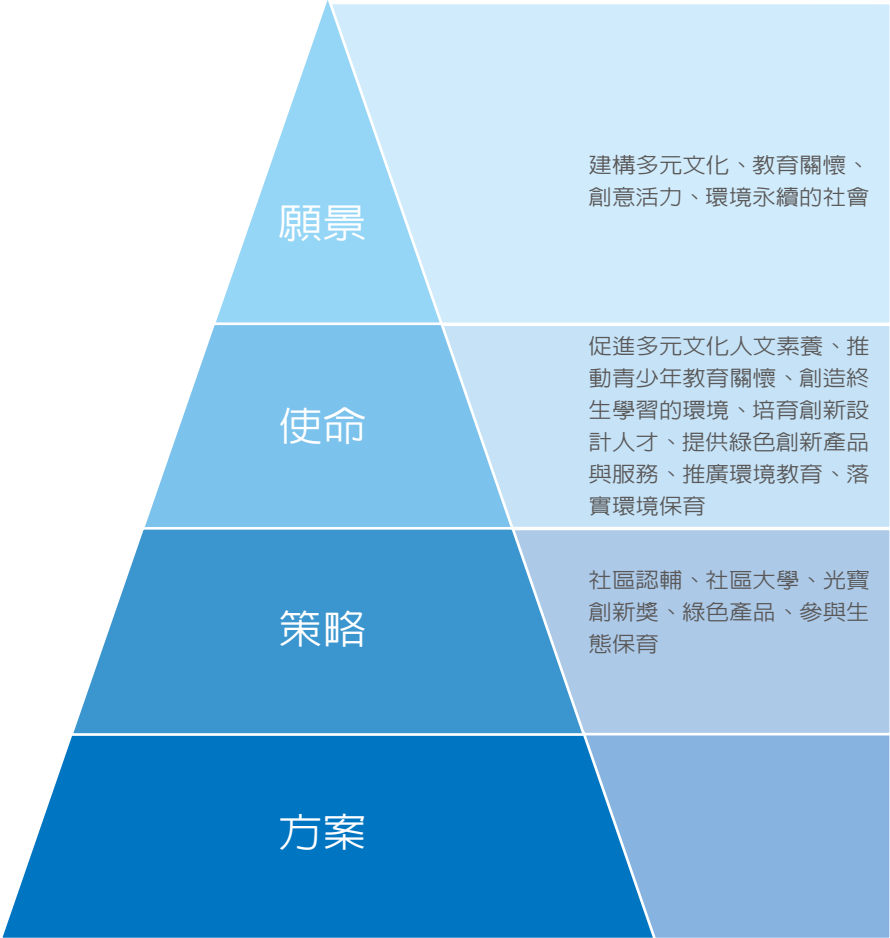 願景
建構多元文化、教育關懷、
創意活力、環境永續的社會
使命
促進多元文化人文素養、推
動青少年教育關懷、創造終
生學習的環境、培育創新設
計人才、提供綠色創新產品
與服務、推廣環境教育、落
實環境保育
策略
社區認輔、社區大學、光寶
創新獎、綠色產品、參與生
態保育
方案